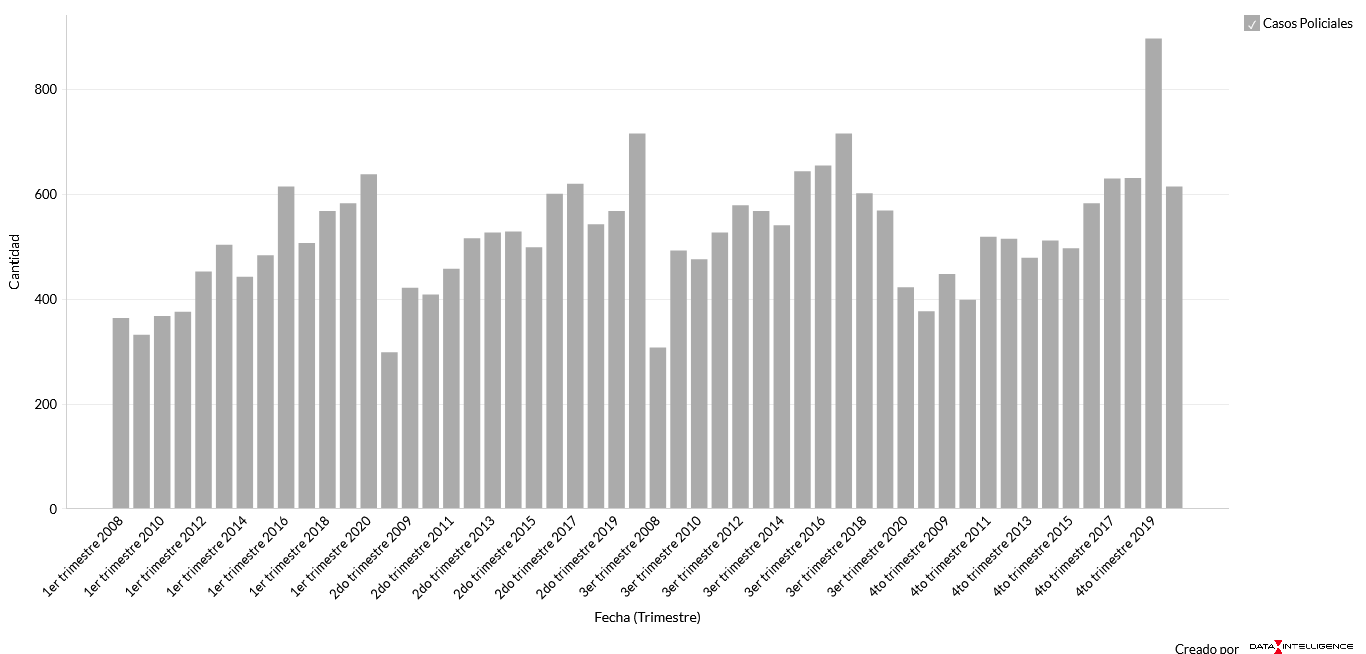 Casos Policiales
800
600
400
200
0
Cantidad
1er trimestre 2008
1er trimestre 2010
1er trimestre 2012
1er trimestre 2014
1er trimestre 2016
1er trimestre 2018
1er trimestre 2020
2do trimestre 2009
2do trimestre 2011
2do trimestre 2013
2do trimestre 2015
2do trimestre 2017
2do trimestre 2019
3er trimestre 2008
3er trimestre 2010
3er trimestre 2012
3er trimestre 2014
3er trimestre 2016
3er trimestre 2018
3er trimestre 2020
4to trimestre 2009
4to trimestre 2011
4to trimestre 2013
4to trimestre 2015
4to trimestre 2017
4to trimestre 2019
Fecha (Trimestre)
Creado por DATA INTELLIGENCE